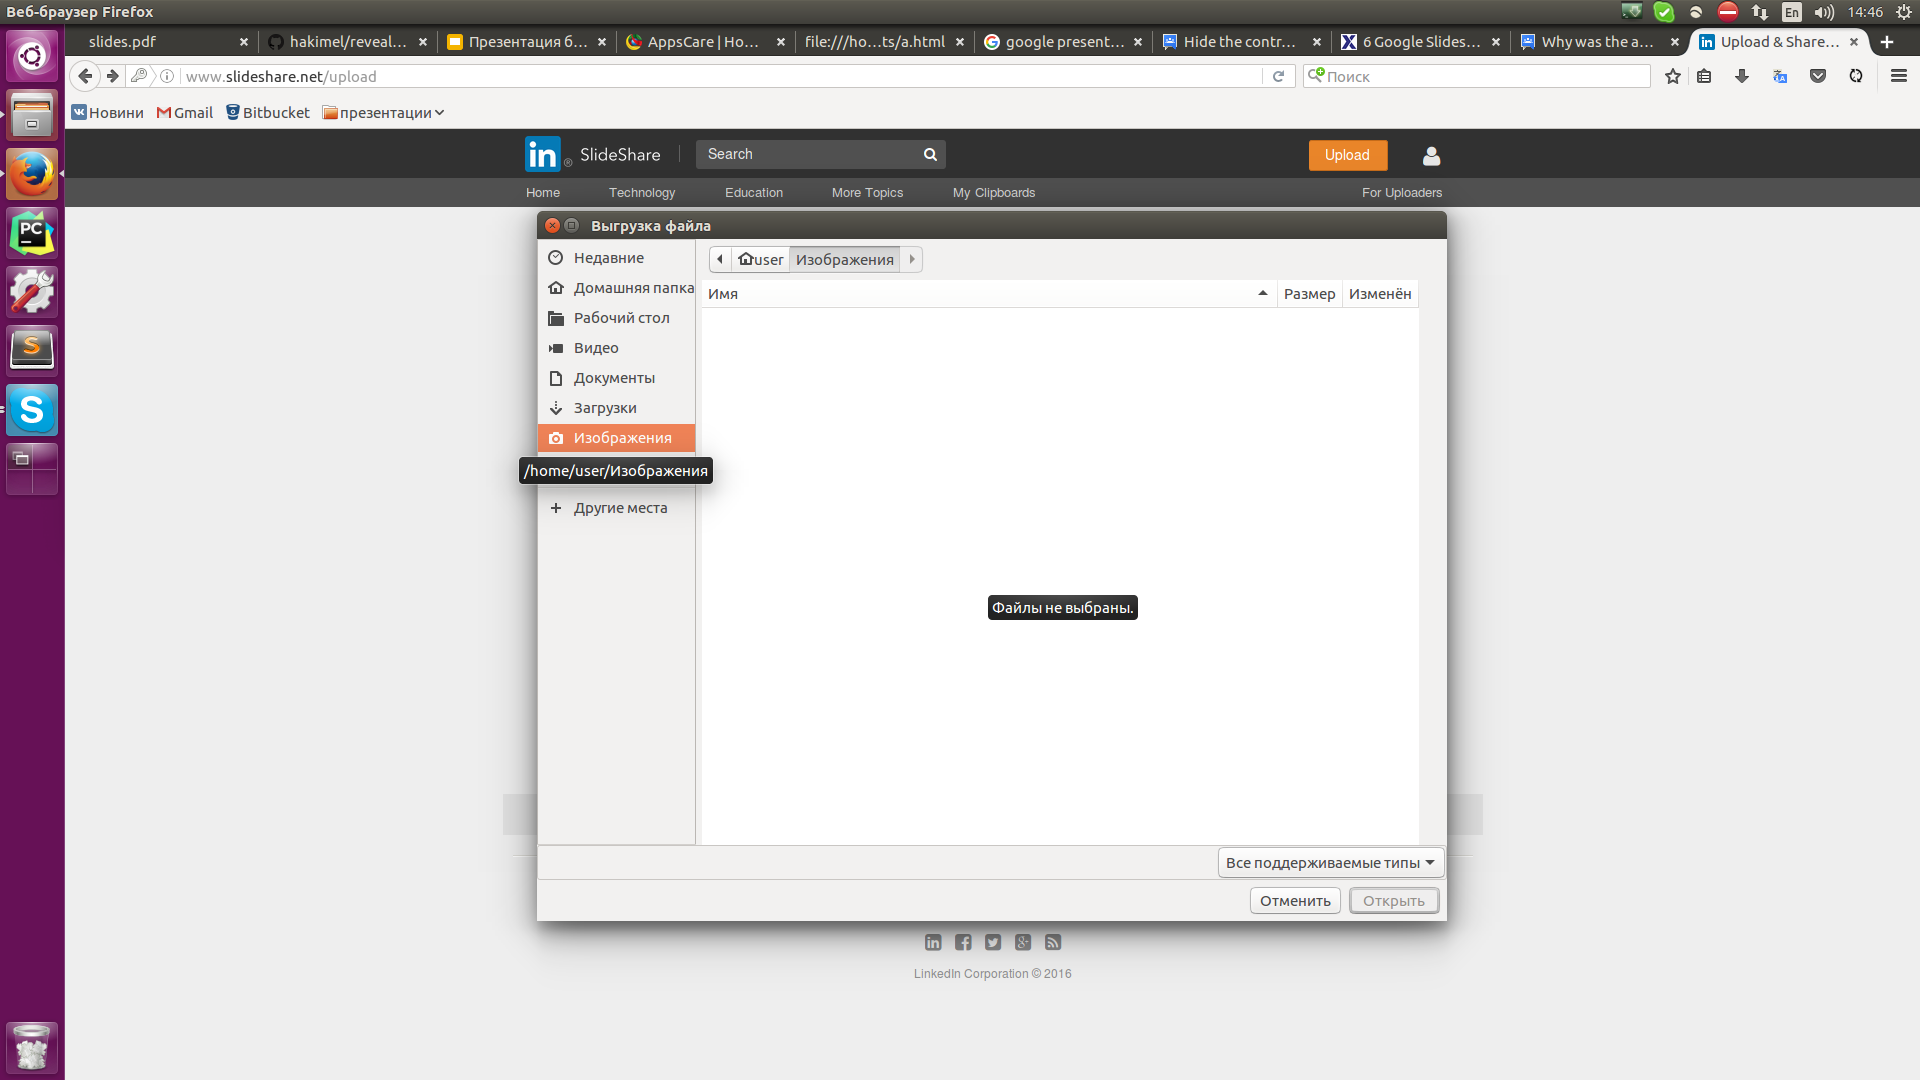 Веб-браузер Firefox
En
14:46
slides.pdf
hakimel/reveal...
Презентация б...
AppsCare | Ho...
file:///ho...ts/a.html
google present...
Hide the contr...
6 Google Slides...
Why was the a...
Upload & Share...
www.slideshare.net/upload
Поиск
Новини
Gmail
Bitbucket
презентации
in
SlideShare
Search
Upload
Home
Technology
Education
More Topics
My Clipboards
For Uploaders
Выгрузка файла
Недавние
Домашняя папка
Рабочий стол
Видео
Документы
Загрузки
Изображения
/home/user/Изображения
Другие места
user
Изображения
Имя
Размер
Изменён
Файлы не выбраны.
Все поддерживаемые типы
Отменить
Открыть
LinkedIn Corporation © 2016